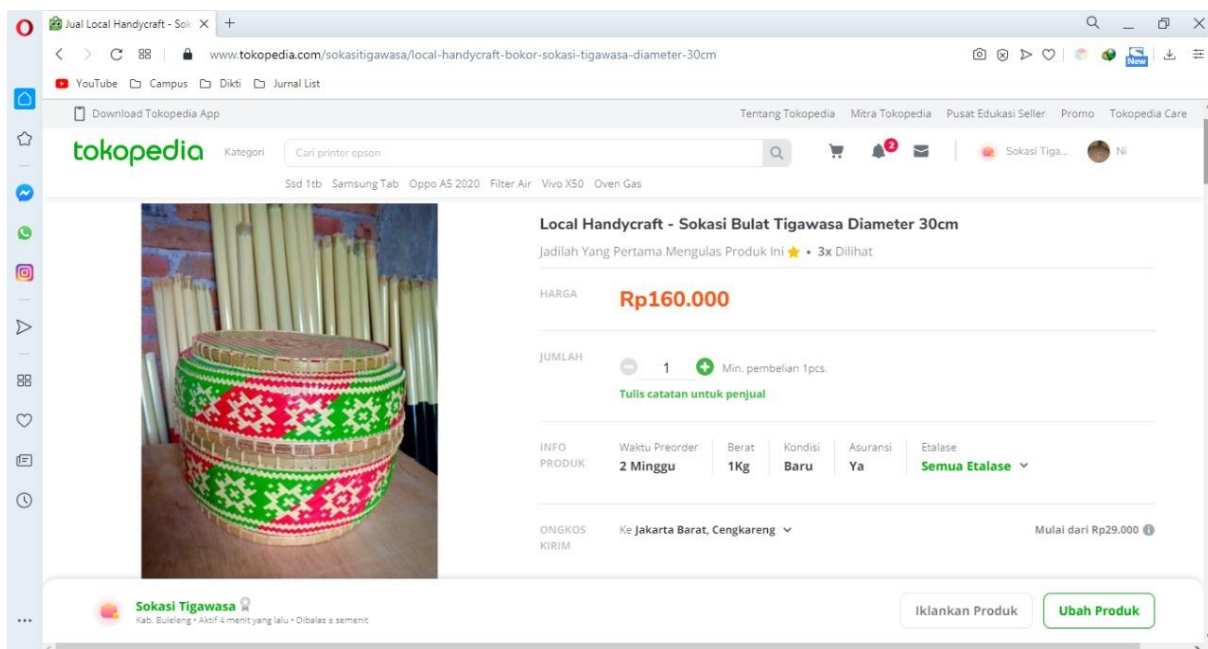 Jual Local Handycraft - Sok
www.tokopedia.com/sokasitigawasa/local-handycraft-bokor-sokasi-tigawasa-diameter-30cm
New
YouTube Campus Dikti Jurnal List
Download Tokopedia App Tentang Tokopedia Mitra Tokopedia Pusat Edukasi Seller Promo Tokopedia Care
tokopedia Kategori Cari printer epson 2 Sokasi Tiga... Ni
Ssd 1tb Samsung Tab Oppo A5 2020 Filter Air Vivo X50 Oven Gas
Local Handycraft - Sokasi Bulat Tigawasa Diameter 30cm
Jadilah Yang Pertama Mengulas Produk Ini • 3x Dilihat
HARGA Rp160.000
JUMLAH 1 Min. pembelian 1pcs.
Tulis catatan untuk penjual
INFO PRODUK
Waktu Preorder Berat Kondisi Asuransi Etalase
2 Minggu 1Kg Baru Ya Semua Etalase
ONGKOS KIRIM
Ke Jakarta Barat, Cengkareng Mulai dari Rp29.000
Sokasi Tigawasa
Kab. Buleleng • Aktif 4 menit yang lalu • Dibalas ± semenit
Iklankan Produk Ubah Produk